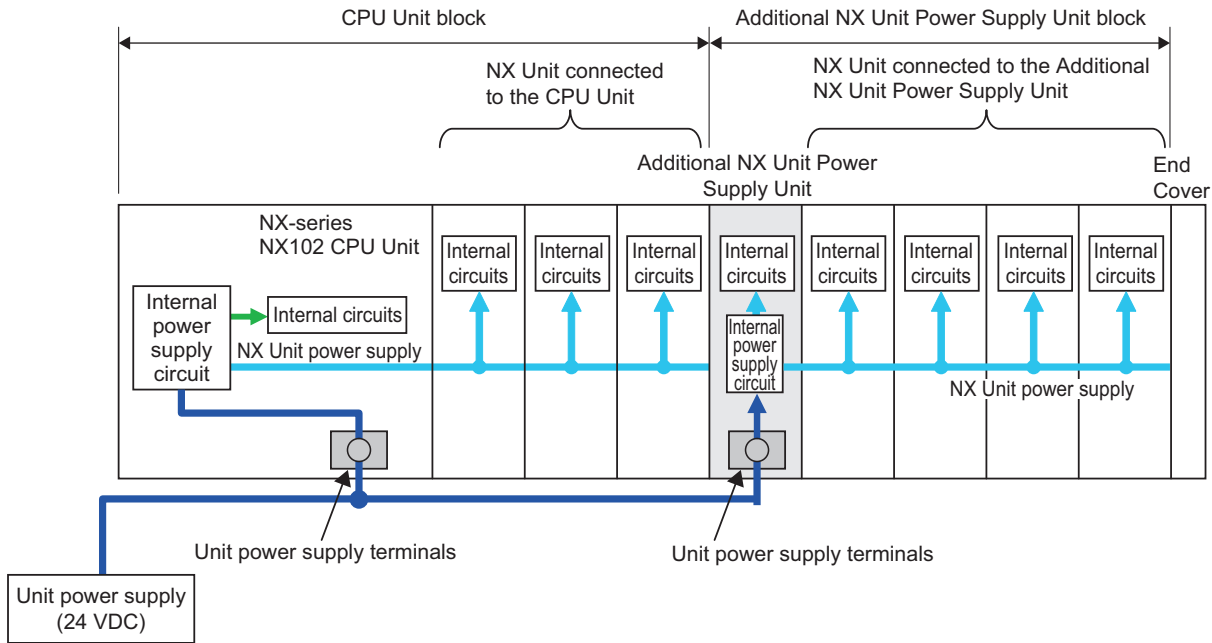 CPU Unit block
Additional NX Unit Power Supply Unit block
NX Unit connected
to the CPU Unit
NX Unit connected to the Additional
NX Unit Power Supply Unit
Additional NX Unit Power
Supply Unit
End
Cover
NX-series
NX102 CPU Unit
Internal
circuits
Internal
circuits
Internal
circuits
Internal
circuits
Internal
circuits
Internal
circuits
Internal
circuits
Internal
circuits
Internal
power
supply
circuit
Internal circuits
NX Unit power supply
Internal
power
supply
circuit
NX Unit power supply
Unit power supply terminals
Unit power supply terminals
Unit power supply
(24 VDC)